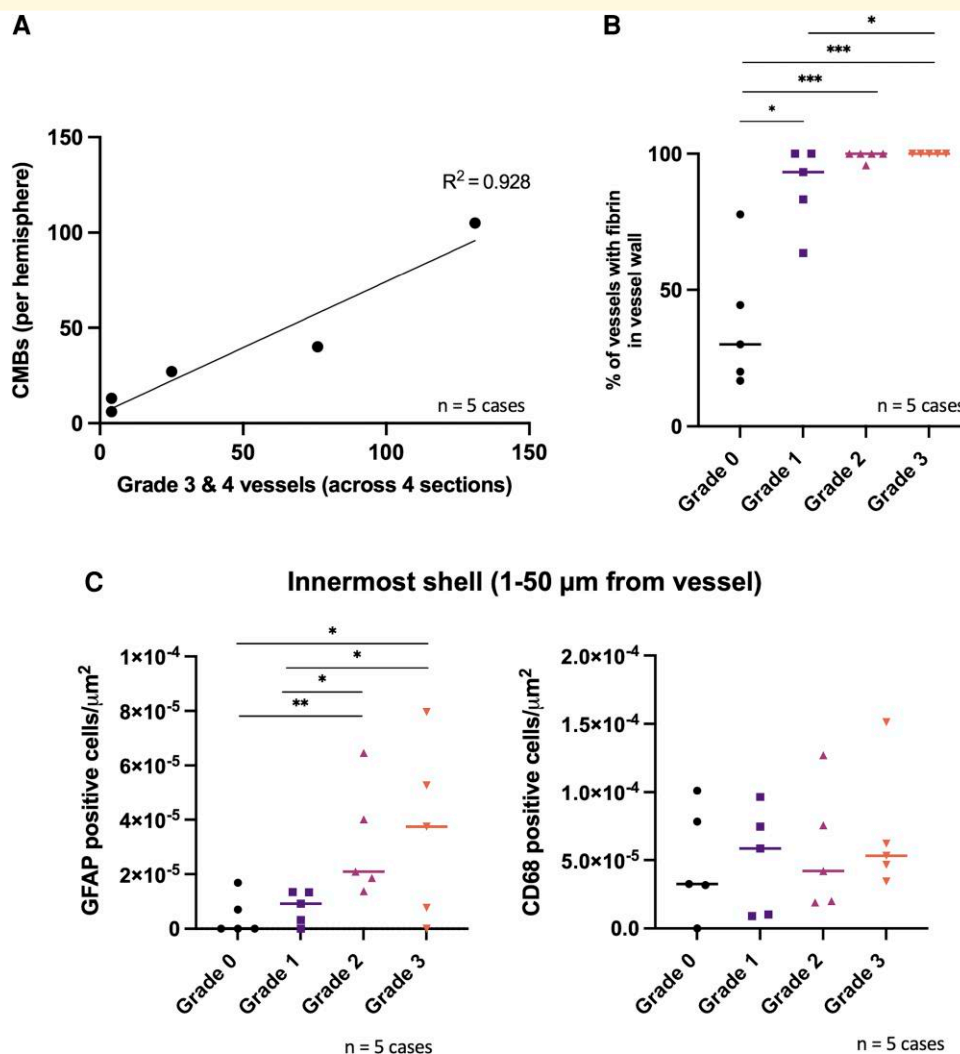 A
CMBs (per hemisphere)
150
100
50
0
R² = 0.928
n = 5 cases
0 50 100 150
Grade 3 & 4 vessels (across 4 sections)
B
*
***
***
*
% of vessels with fibrin
in vessel wall
100
50
0
n = 5 cases
Grade 0 Grade 1 Grade 2 Grade 3
C
Innermost shell (1-50 µm from vessel)
GFAP positive cells/µm²
*
*
*
**
1×10⁻⁴
8×10⁻⁵
6×10⁻⁵
4×10⁻⁵
2×10⁻⁵
0
Grade 0 Grade 1 Grade 2 Grade 3
n = 5 cases
CD68 positive cells/µm²
2.0×10⁻⁴
1.5×10⁻⁴
1.0×10⁻⁴
5.0×10⁻⁵
0.0
Grade 0 Grade 1 Grade 2 Grade 3
n = 5 cases